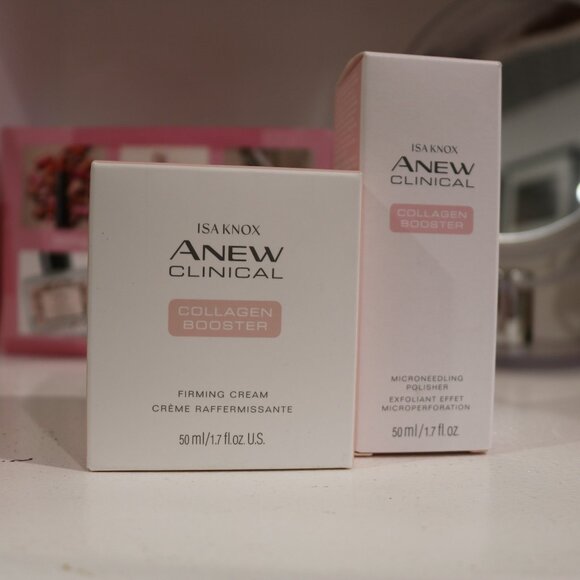 ISA KNOX
ANEW
CLINICAL
COLLAGEN
BOOSTER
FIRMING CREAM
CRÈME RAFFERMISSANTE
50 ml/1.7 fl.oz. U.S.
ISA KNOX
ANEW
CLINICAL
COLLAGEN
BOOSTER
MICRONEEDLING
POLISHER
EXFOLIANT EFFET
MICROPERFORATION
50 ml/1.7 fl.oz.